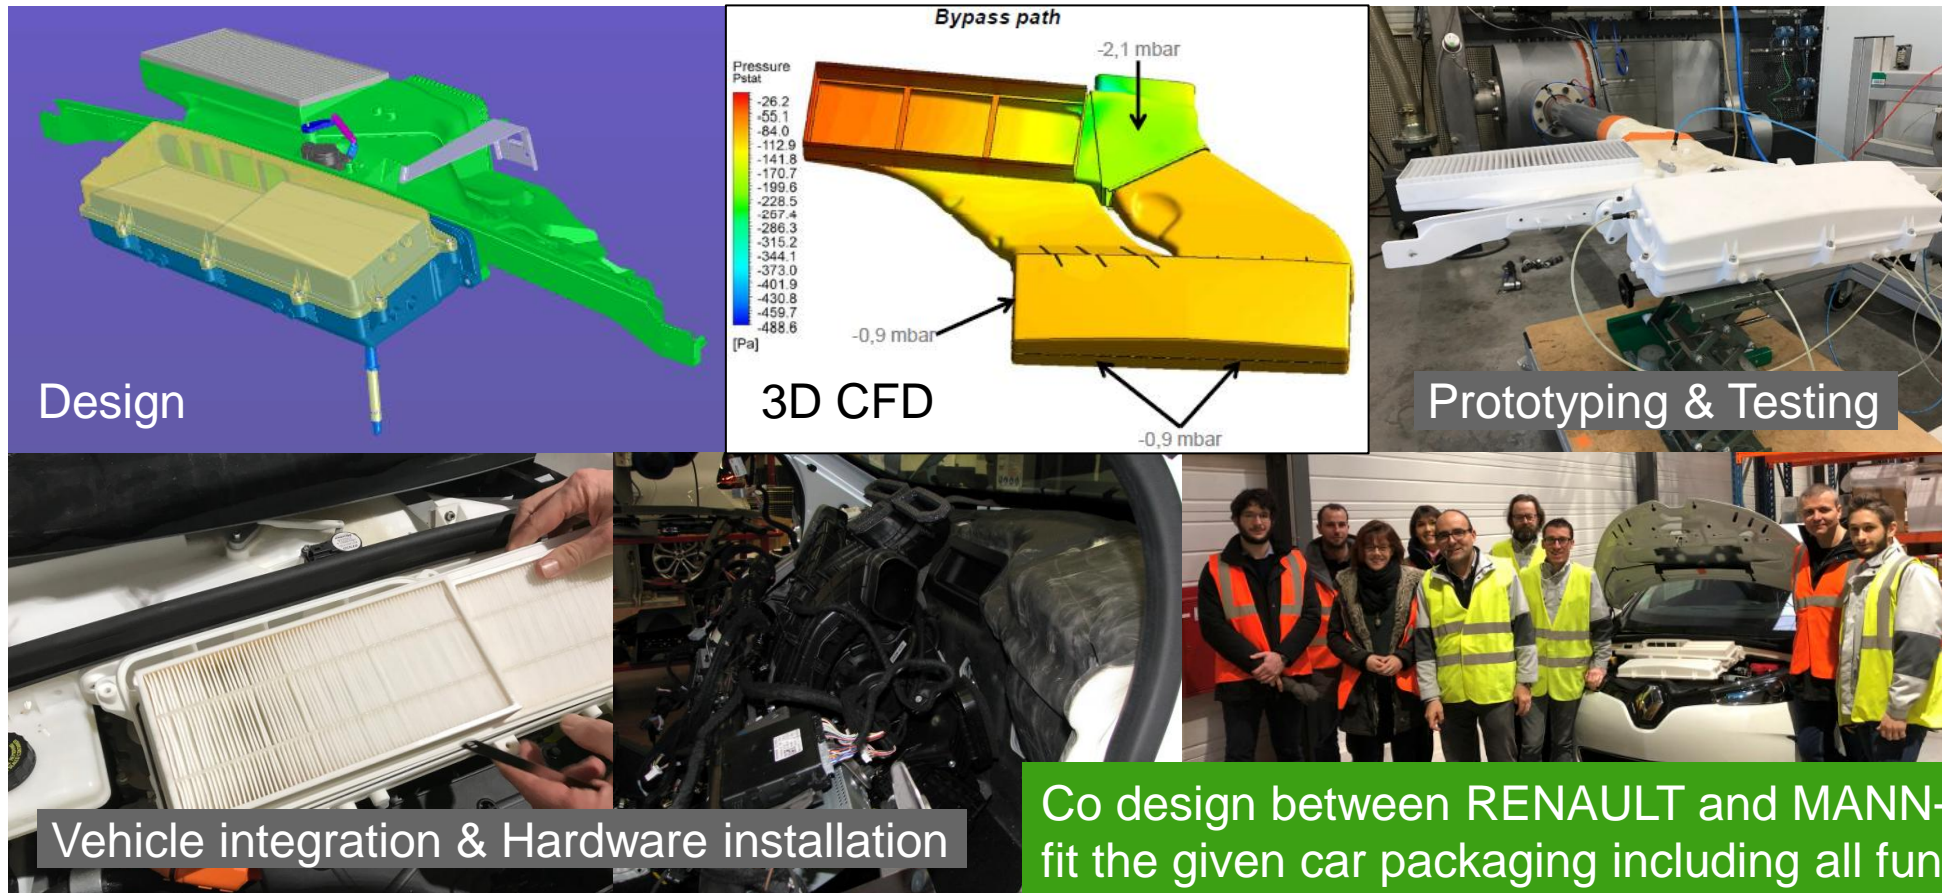 Bypass path
-2,1 mbar
Pressure
Pstat
-26.2
-55.1
-84.0
-112.9
-141.8
-170.7
-199.6
-228.5
-257.4
-286.3
-315.2
-344.1
-373.0
-401.9
-430.8
-459.7
-488.6
[Pa]
-0,9 mbar
-0,9 mbar
Design
3D CFD
Prototyping & Testing
Vehicle integration & Hardware installation
Co design between RENAULT and MANN-
fit the given car packaging including all fun